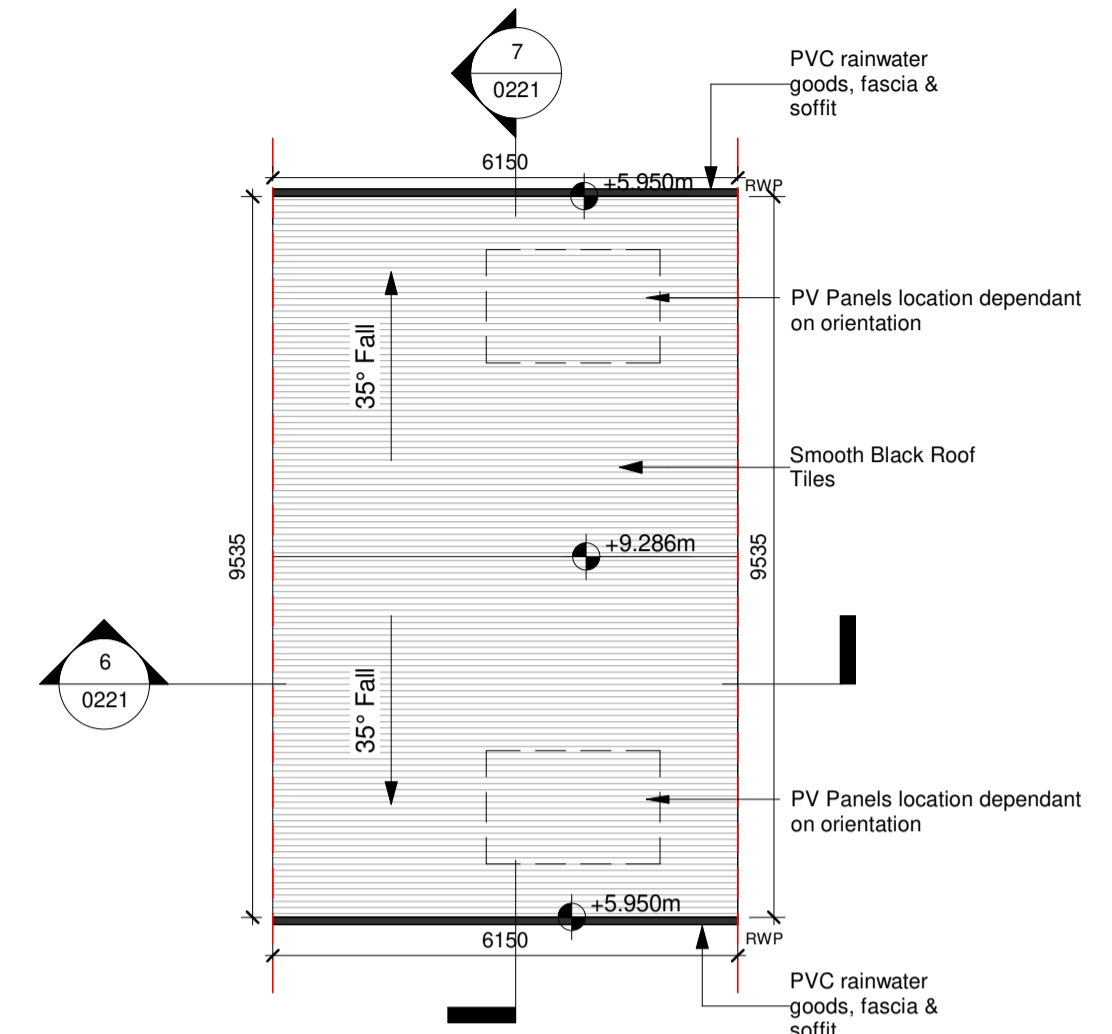 7
0221
PVC rainwater
goods, fascia &
soffit
6150
+5.950m
RWP
PV Panels location dependant
on orientation
35° Fall
Smooth Black Roof
Tiles
+9.286m
9535
9535
6
0221
35° Fall
PV Panels location dependant
on orientation
+5.950m
6150
RWP
PVC rainwater
goods, fascia &
soffit